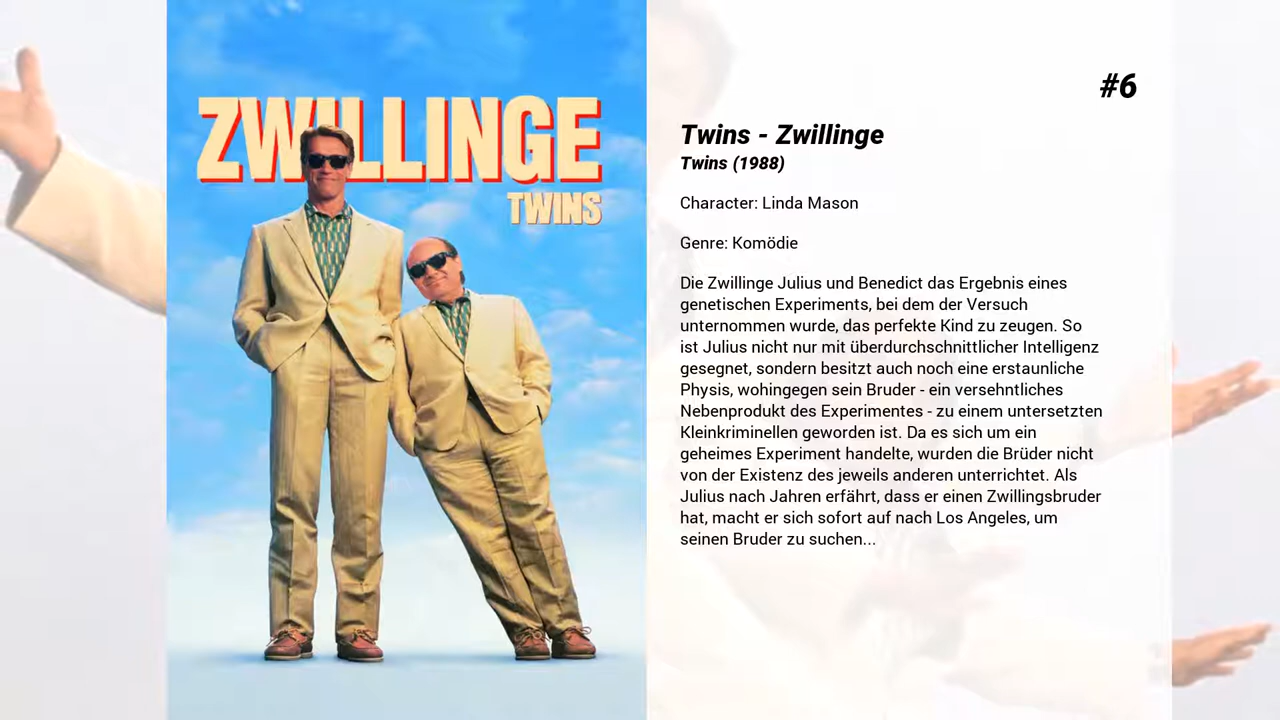 ZWILLINGE
TWINS
#6
Twins - Zwillinge
Twins (1988)
Character: Linda Mason
Genre: Komödie
Die Zwillinge Julius und Benedict das Ergebnis eines
genetischen Experiments, bei dem der Versuch
unternommen wurde, das perfekte Kind zu zeugen. So
ist Julius nicht nur mit überdurchschnittlicher Intelligenz
gesegnet, sondern besitzt auch noch eine erstaunliche
Physis, wohingegen sein Bruder - ein versehntliches
Nebenprodukt des Experimentes - zu einem untersetzten
Kleinkriminellen geworden ist. Da es sich um ein
geheimes Experiment handelte, wurden die Brüder nicht
von der Existenz des jeweils anderen unterrichtet. Als
Julius nach Jahren erfährt, dass er einen Zwillingsbruder
hat, macht er sich sofort auf nach Los Angeles, um
seinen Bruder zu suchen...